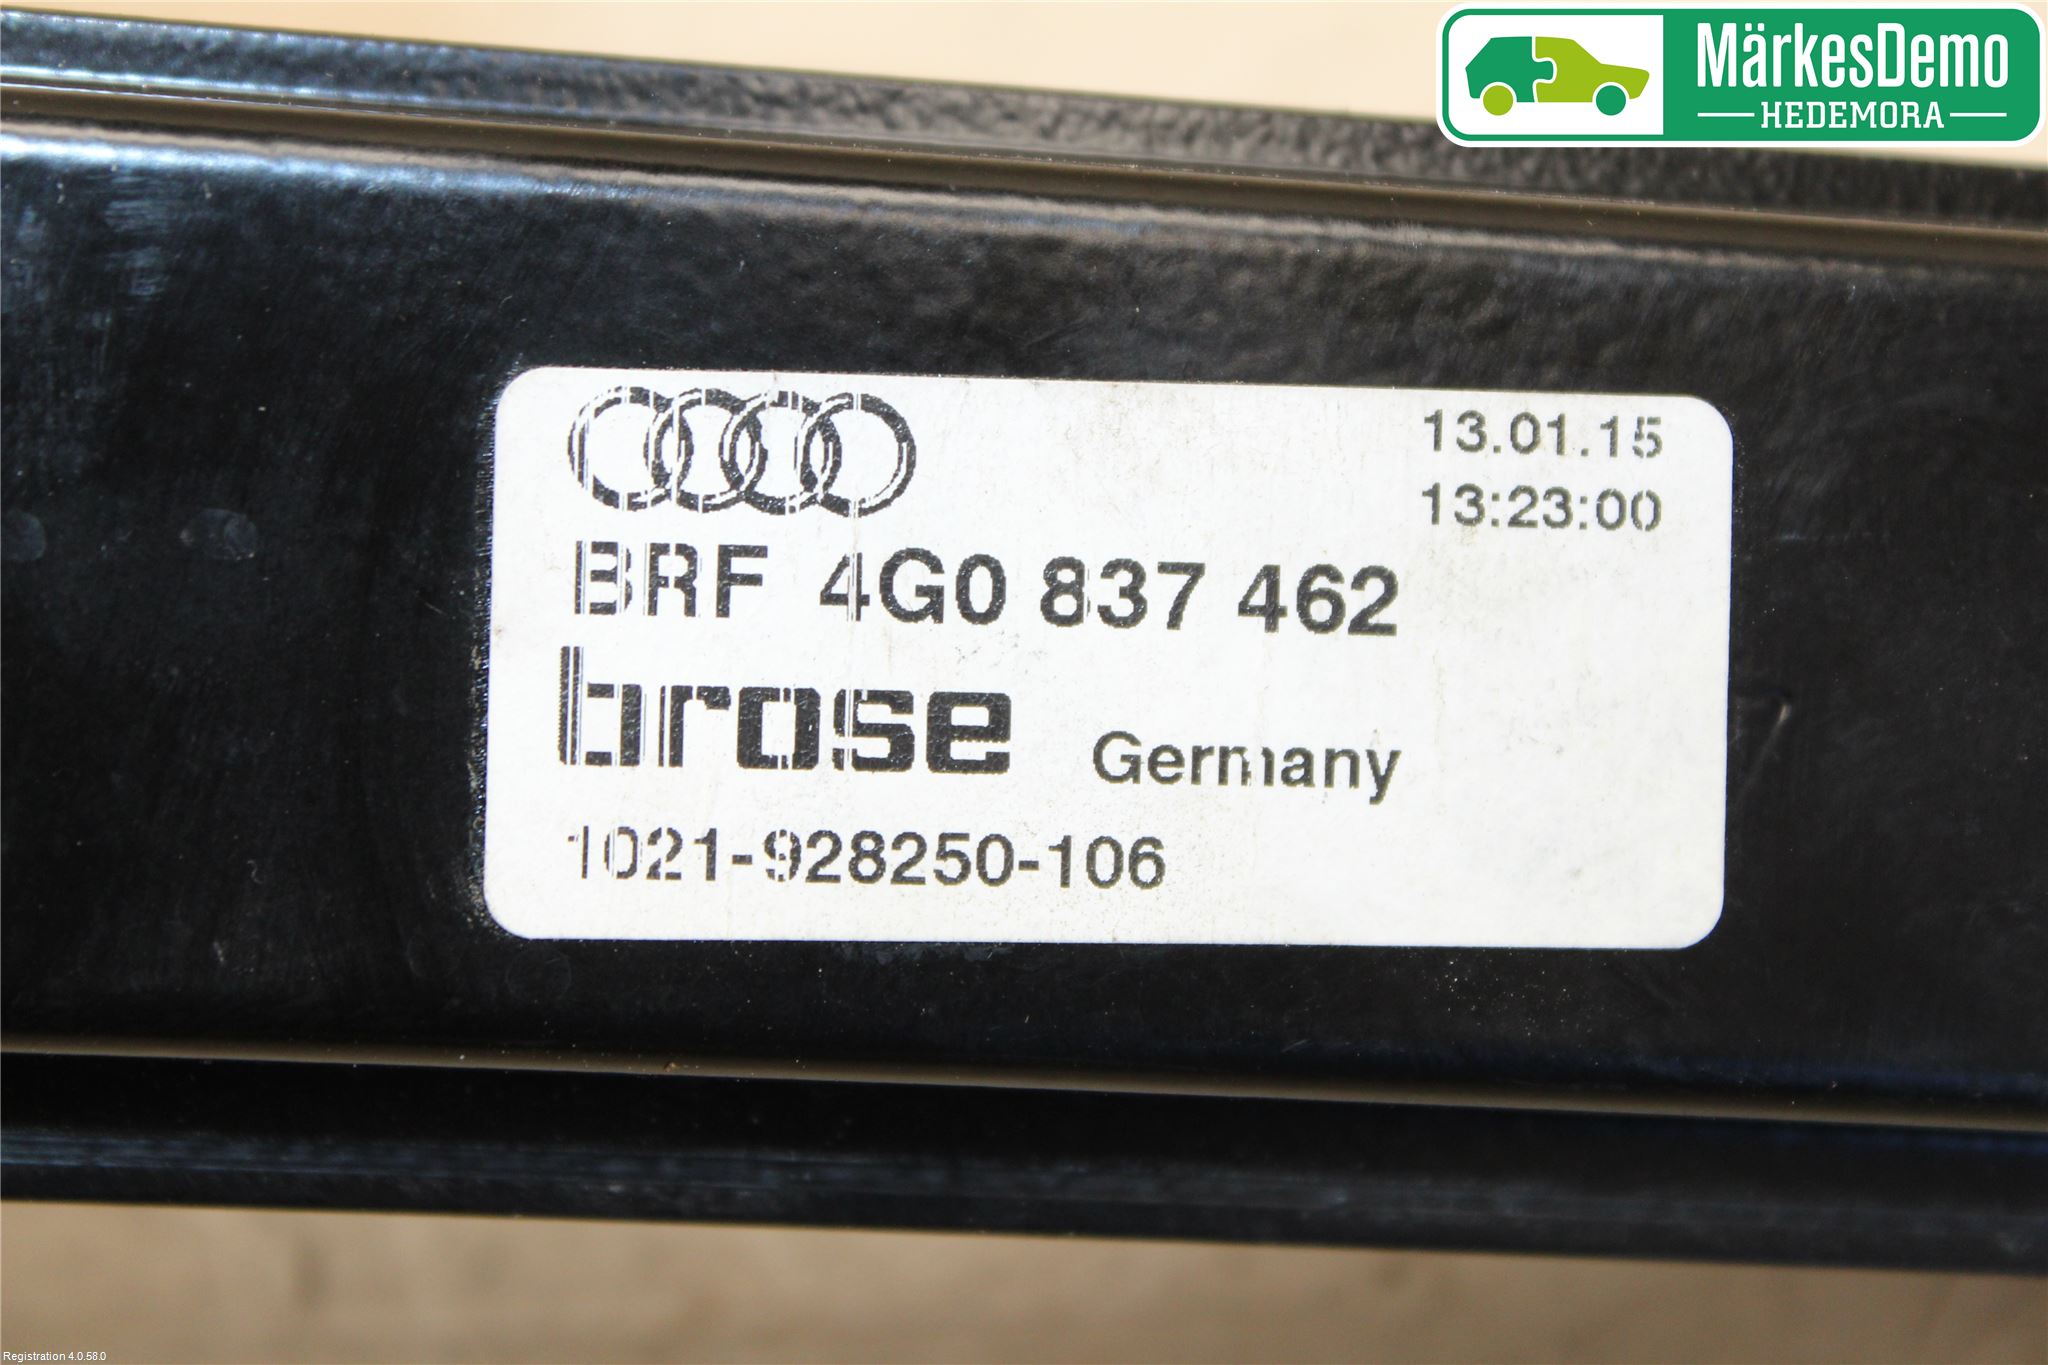 MärkesDemo
HEDEMORA
13.01.15
13:23:00
BRF 4G0 837 462
brose Germany
1021-928250-106
Registration 4.0.58.0